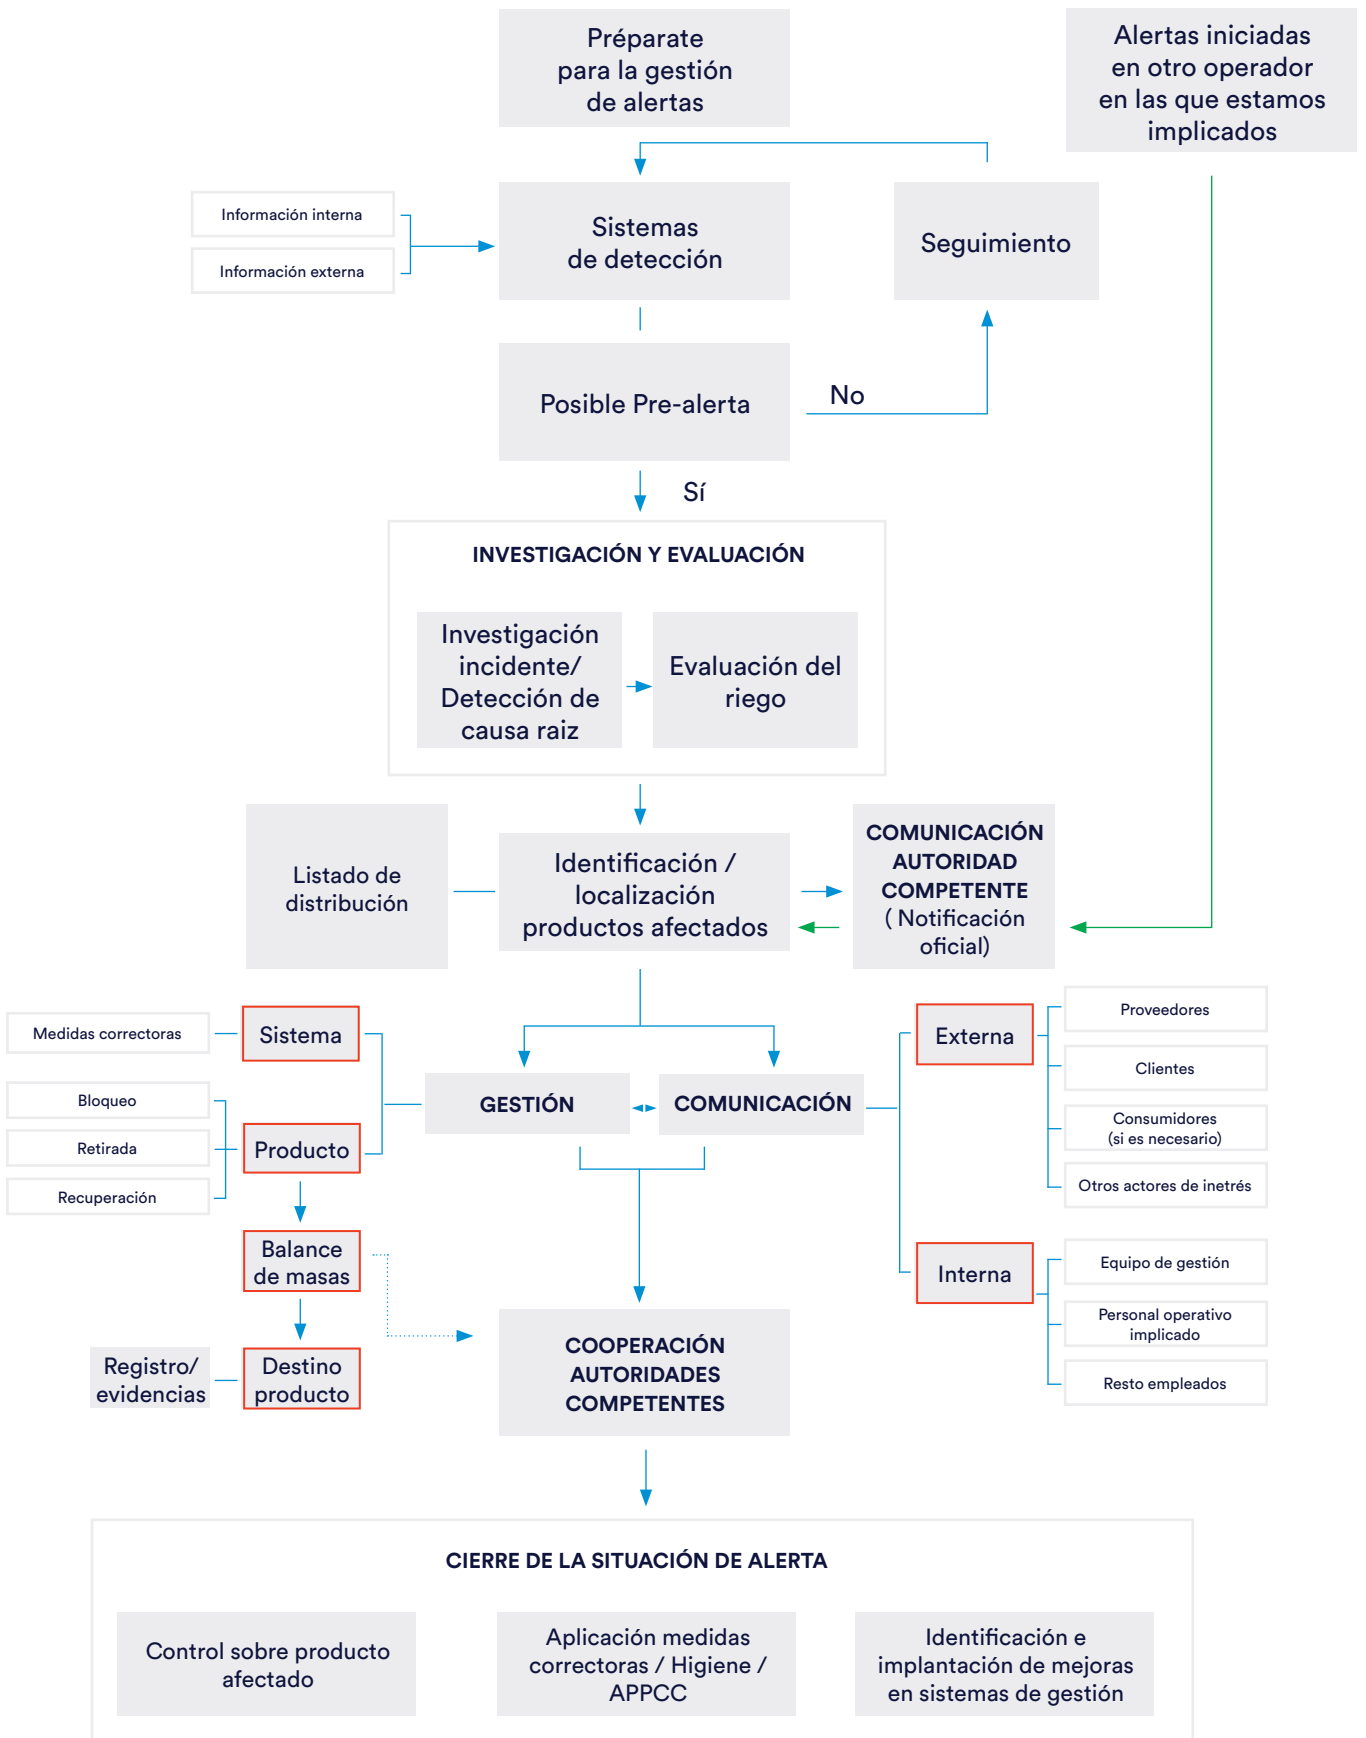 Préparate
para la gestión
de alertas
Alertas iniciadas
en otro operador
en las que estamos
implicados
Información interna
Información externa
Sistemas
de detección
Seguimiento
Posible Pre-alerta
No
Sí
INVESTIGACIÓN Y EVALUACIÓN
Investigación
incidente/
Detección de
causa raiz
Evaluación del
riego
Listado de
distribución
Identificación /
localización
productos afectados
COMUNICACIÓN
AUTORIDAD
COMPETENTE
( Notificación
oficial)
Medidas correctoras
Sistema
Bloqueo
Retirada
Recuperación
Producto
GESTIÓN
COMUNICACIÓN
Externa
Proveedores
Clientes
Consumidores
(si es necesario)
Otros actores de inetrés
Balance
de masas
Interna
Equipo de gestión
Personal operativo
implicado
Resto empleados
Registro/
evidencias
Destino
producto
COOPERACIÓN
AUTORIDADES
COMPETENTES
CIERRE DE LA SITUACIÓN DE ALERTA
Control sobre producto
afectado
Aplicación medidas
correctoras / Higiene /
APPCC
Identificación e
implantación de mejoras
en sistemas de gestión